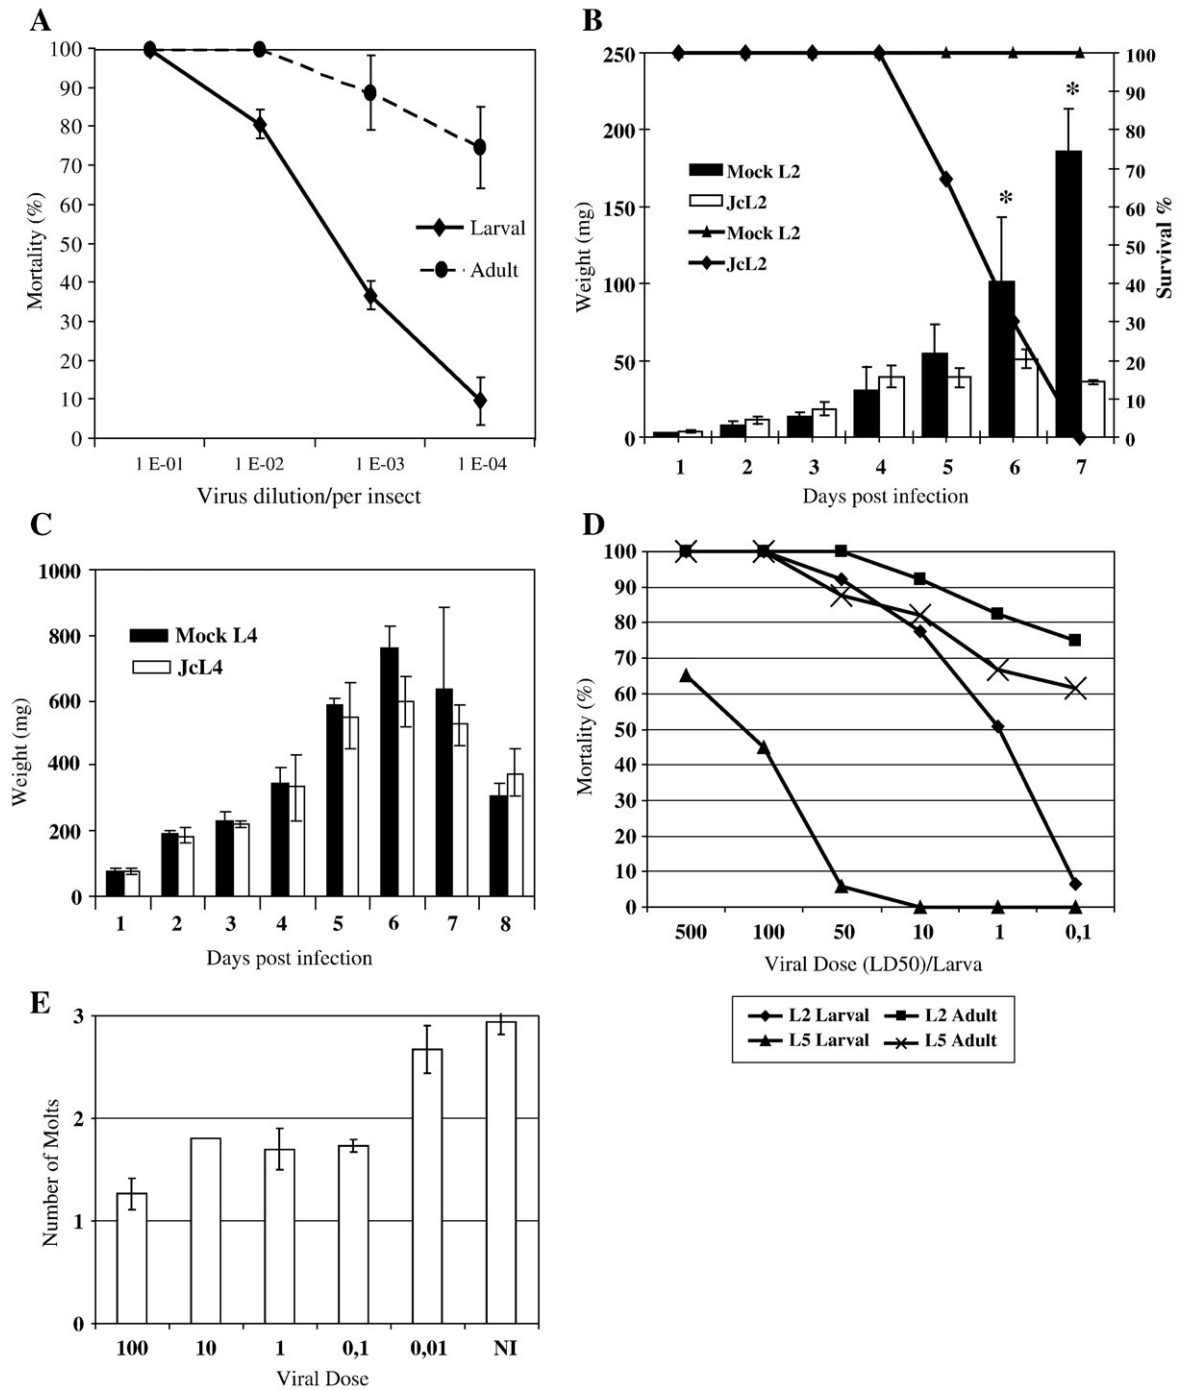 A
100
90
80
70
60
50
40
30
20
10
0
Mortality (%)
Larval
Adult
1 E-01 1 E-02 1 E-03 1 E-04
Virus dilution/per insect
B
250
200
150
100
50
0
Weight (mg)
100
90
80
70
60
50
40
30
20
10
0
Survival %
Mock L2
JcL2
Mock L2
JcL2
*
*
1 2 3 4 5 6 7
Days post infection
C
1000
800
600
400
200
0
Weight (mg)
Mock L4
JcL4
1 2 3 4 5 6 7 8
Days post infection
D
100
90
80
70
60
50
40
30
20
10
0
Mortality (%)
500 100 50 10 1 0,1
Viral Dose (LD50)/Larva
L2 Larval L2 Adult
L5 Larval L5 Adult
E
3
2
1
0
Number of Molts
100 10 1 0,1 0,01 NI
Viral Dose